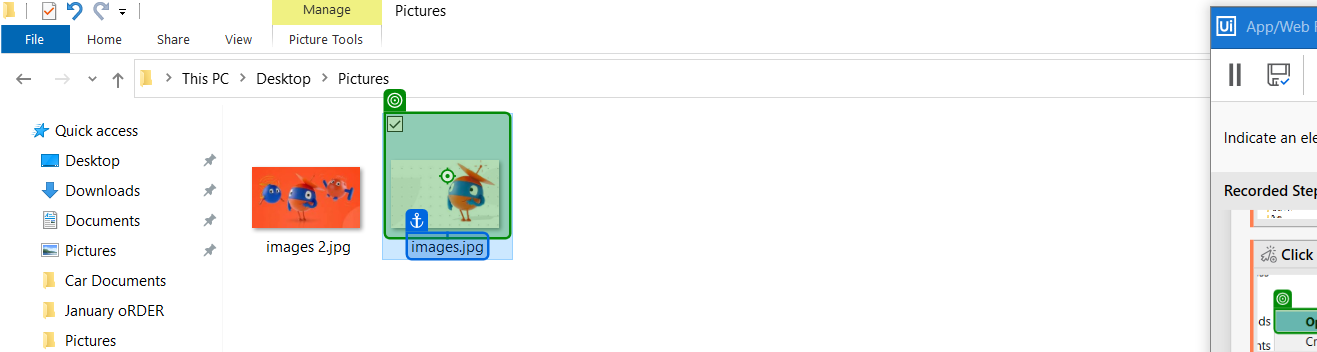 Manage
Pictures
File
Home
Share
View
Picture Tools
This PC
Desktop
Pictures
Quick access
Desktop
Downloads
Documents
Pictures
Car Documents
January oRDER
Pictures
images 2.jpg
images.jpg
Ui
App/Web
Indicate an ele
Recorded Step
Click
ds
Op
nts
Cr